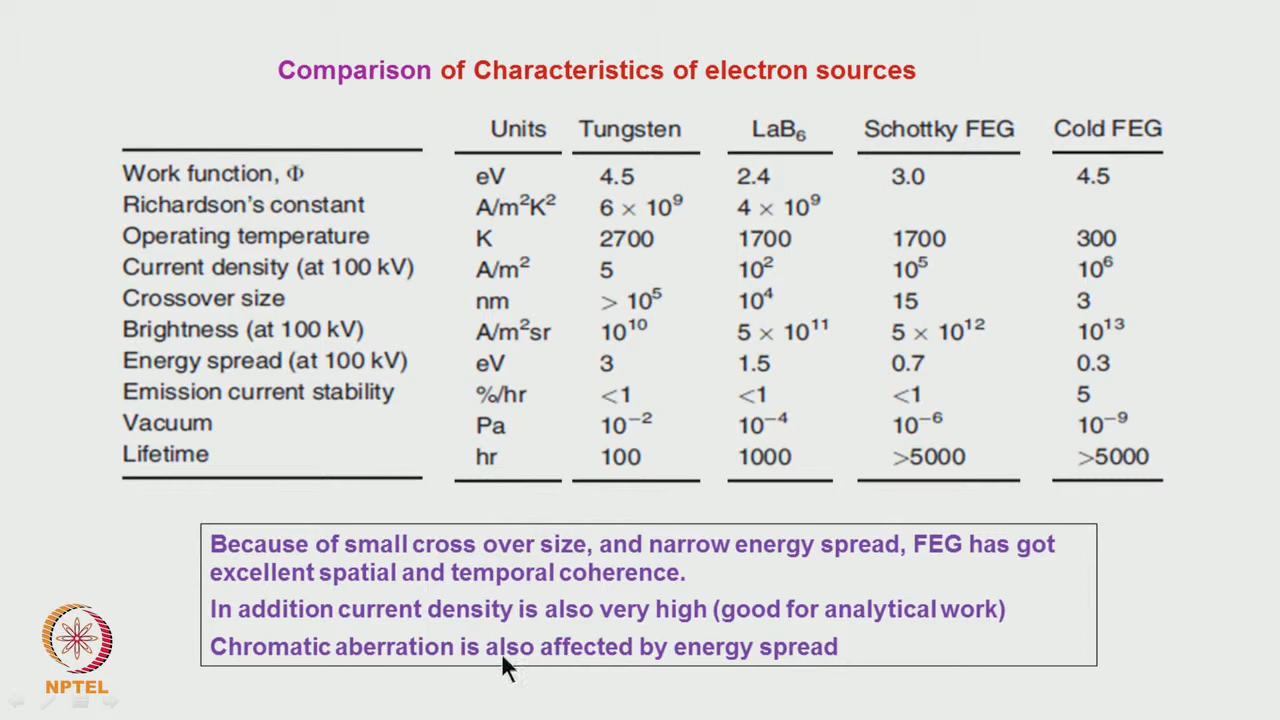 Comparison of Characteristics of electron sources
Units Tungsten LaB₆ Schottky FEG Cold FEG
Work function, Φ eV 4.5 2.4 3.0 4.5
Richardson's constant A/m²K² 6 × 10⁹ 4 × 10⁹
Operating temperature K 2700 1700 1700 300
Current density (at 100 kV) A/m² 5 10² 10⁵ 10⁶
Crossover size nm > 10⁵ 10⁴ 15 3
Brightness (at 100 kV) A/m²sr 10¹⁰ 5 × 10¹¹ 5 × 10¹² 10¹³
Energy spread (at 100 kV) eV 3 1.5 0.7 0.3
Emission current stability %/hr <1 <1 <1 5
Vacuum Pa 10⁻² 10⁻⁴ 10⁻⁶ 10⁻⁹
Lifetime hr 100 1000 >5000 >5000
Because of small cross over size, and narrow energy spread, FEG has got
excellent spatial and temporal coherence.
In addition current density is also very high (good for analytical work)
Chromatic aberration is also affected by energy spread
NPTEL